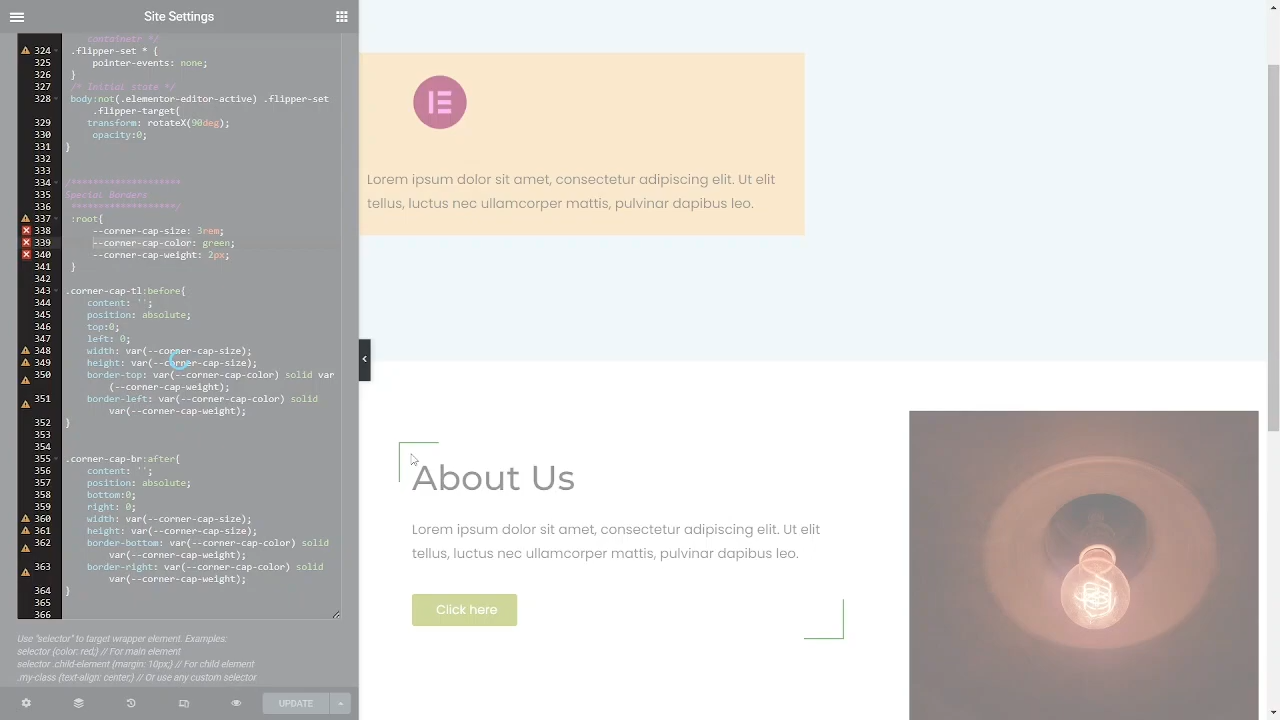 Site Settings
containetr */
324 .flipper-set * {
325 pointer-events: none;
326 }
327 /* Initial state */
328 body:not(.elementor-editor-active) .flipper-set
.flipper-target{
329 transform: rotateX(90deg);
330 opacity:0;
331 }
332
333
334 /********************
335 Special Borders
336 *******************/
337 :root{
338 --corner-cap-size: 3rem;
339 --corner-cap-color: green;
340 --corner-cap-weight: 2px;
341 }
342
343 .corner-cap-tl:before{
344 content: '';
345 position: absolute;
346 top:0;
347 left: 0;
348 width: var(--corner-cap-size);
349 height: var(--corner-cap-size);
350 border-top: var(--corner-cap-color) solid var
(--corner-cap-weight);
351 border-left: var(--corner-cap-color) solid
var(--corner-cap-weight);
352 }
353
354
355 .corner-cap-br:after{
356 content: '';
357 position: absolute;
358 bottom:0;
359 right: 0;
360 width: var(--corner-cap-size);
361 height: var(--corner-cap-size);
362 border-bottom: var(--corner-cap-color) solid
var(--corner-cap-weight);
363 border-right: var(--corner-cap-color) solid
var(--corner-cap-weight);
364 }
365
366
Use "selector" to target wrapper element. Examples:
selector {color: red;} // For main element
selector .child-element {margin: 10px;} // For child element
.my-class {text-align: center;} // Or use any custom selector
UPDATE
Lorem ipsum dolor sit amet, consectetur adipiscing elit. Ut elit
tellus, luctus nec ullamcorper mattis, pulvinar dapibus leo.
About Us
Lorem ipsum dolor sit amet, consectetur adipiscing elit. Ut elit
tellus, luctus nec ullamcorper mattis, pulvinar dapibus leo.
Click here